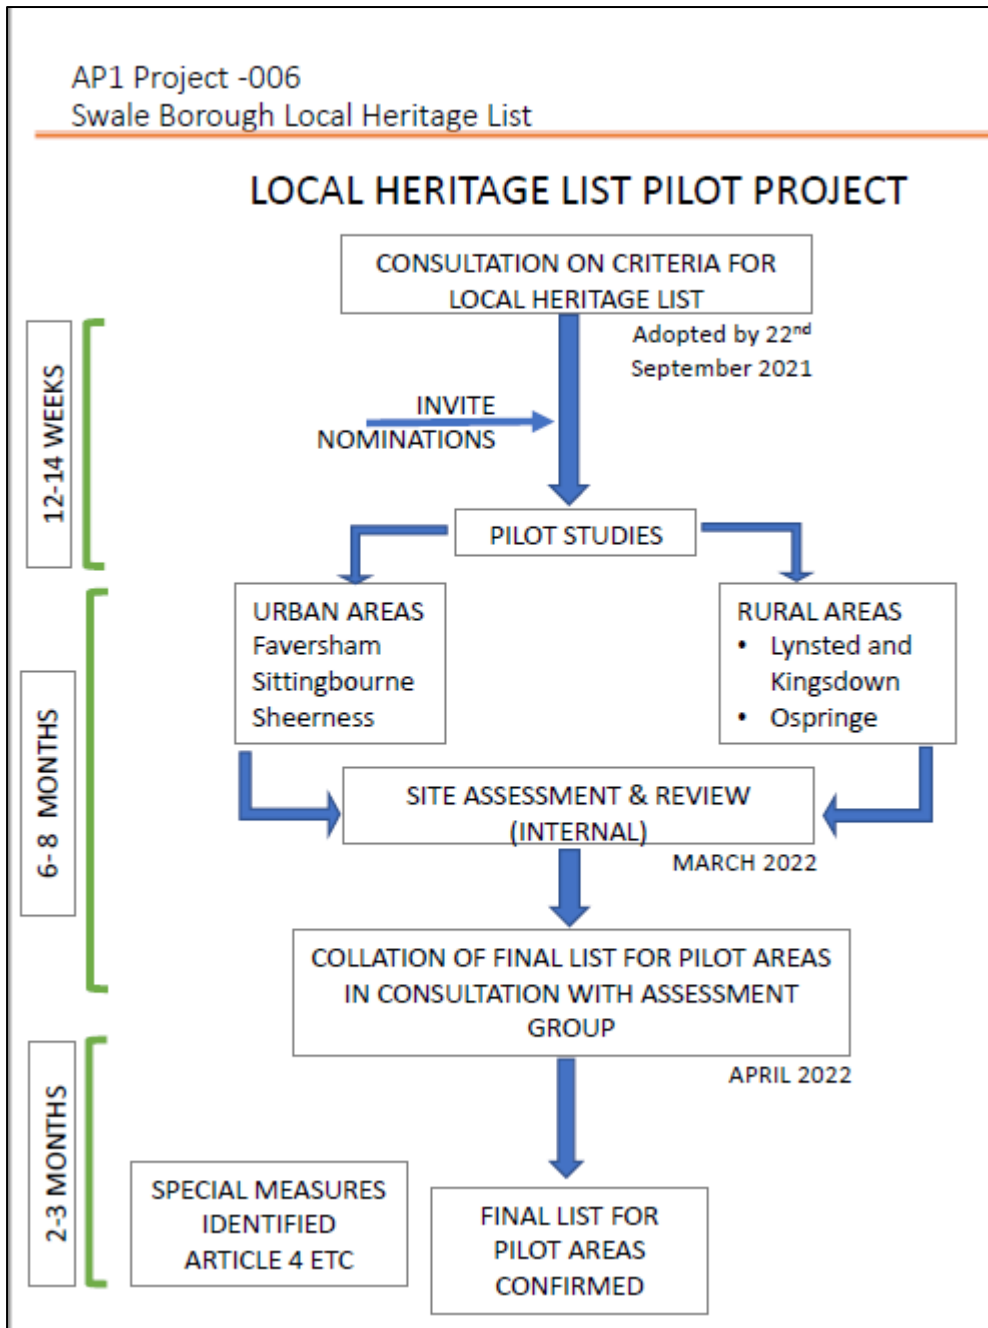 AP1 Project -006
Swale Borough Local Heritage List
LOCAL HERITAGE LIST PILOT PROJECT
CONSULTATION ON CRITERIA FOR
LOCAL HERITAGE LIST
Adopted by 22nd
September 2021
12-14 WEEKS
INVITE
NOMINATIONS
PILOT STUDIES
URBAN AREAS
Faversham
Sittingbourne
Sheerness
RURAL AREAS
• Lynsted and
Kingsdown
• Ospringe
6- 8 MONTHS
SITE ASSESSMENT & REVIEW
(INTERNAL)
MARCH 2022
COLLATION OF FINAL LIST FOR PILOT AREAS
IN CONSULTATION WITH ASSESSMENT
GROUP
APRIL 2022
2-3 MONTHS
SPECIAL MEASURES
IDENTIFIED
ARTICLE 4 ETC
FINAL LIST FOR
PILOT AREAS
CONFIRMED